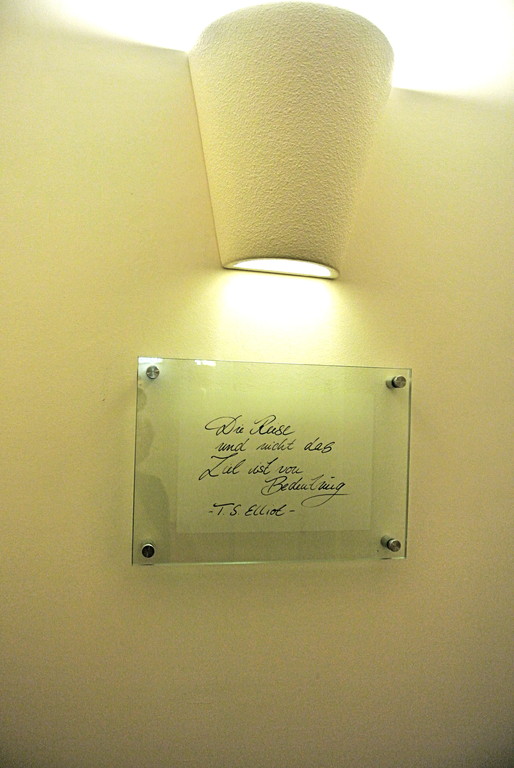 Die Reise
und nicht das
Ziel ist von
Bedeutung
- T. S. Elliot -